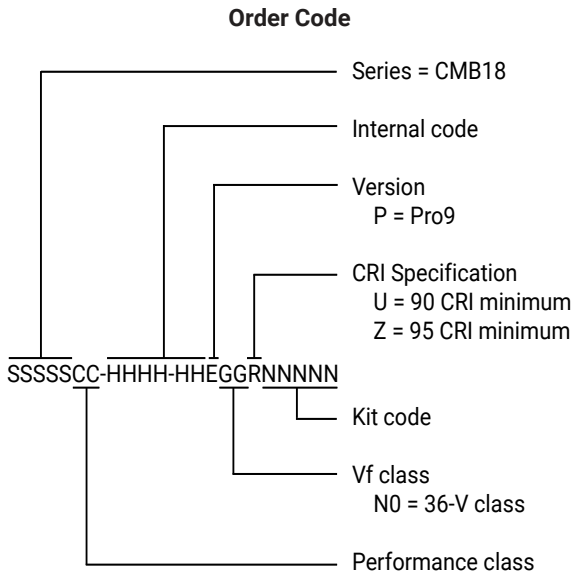 Order Code
Series = CMB18
Internal code
Version
P = Pro9
CRI Specification
U = 90 CRI minimum
Z = 95 CRI minimum
SSSSSCC-HHHH-HHEGGRNNNNN
Kit code
Vf class
N0 = 36-V class
Performance class